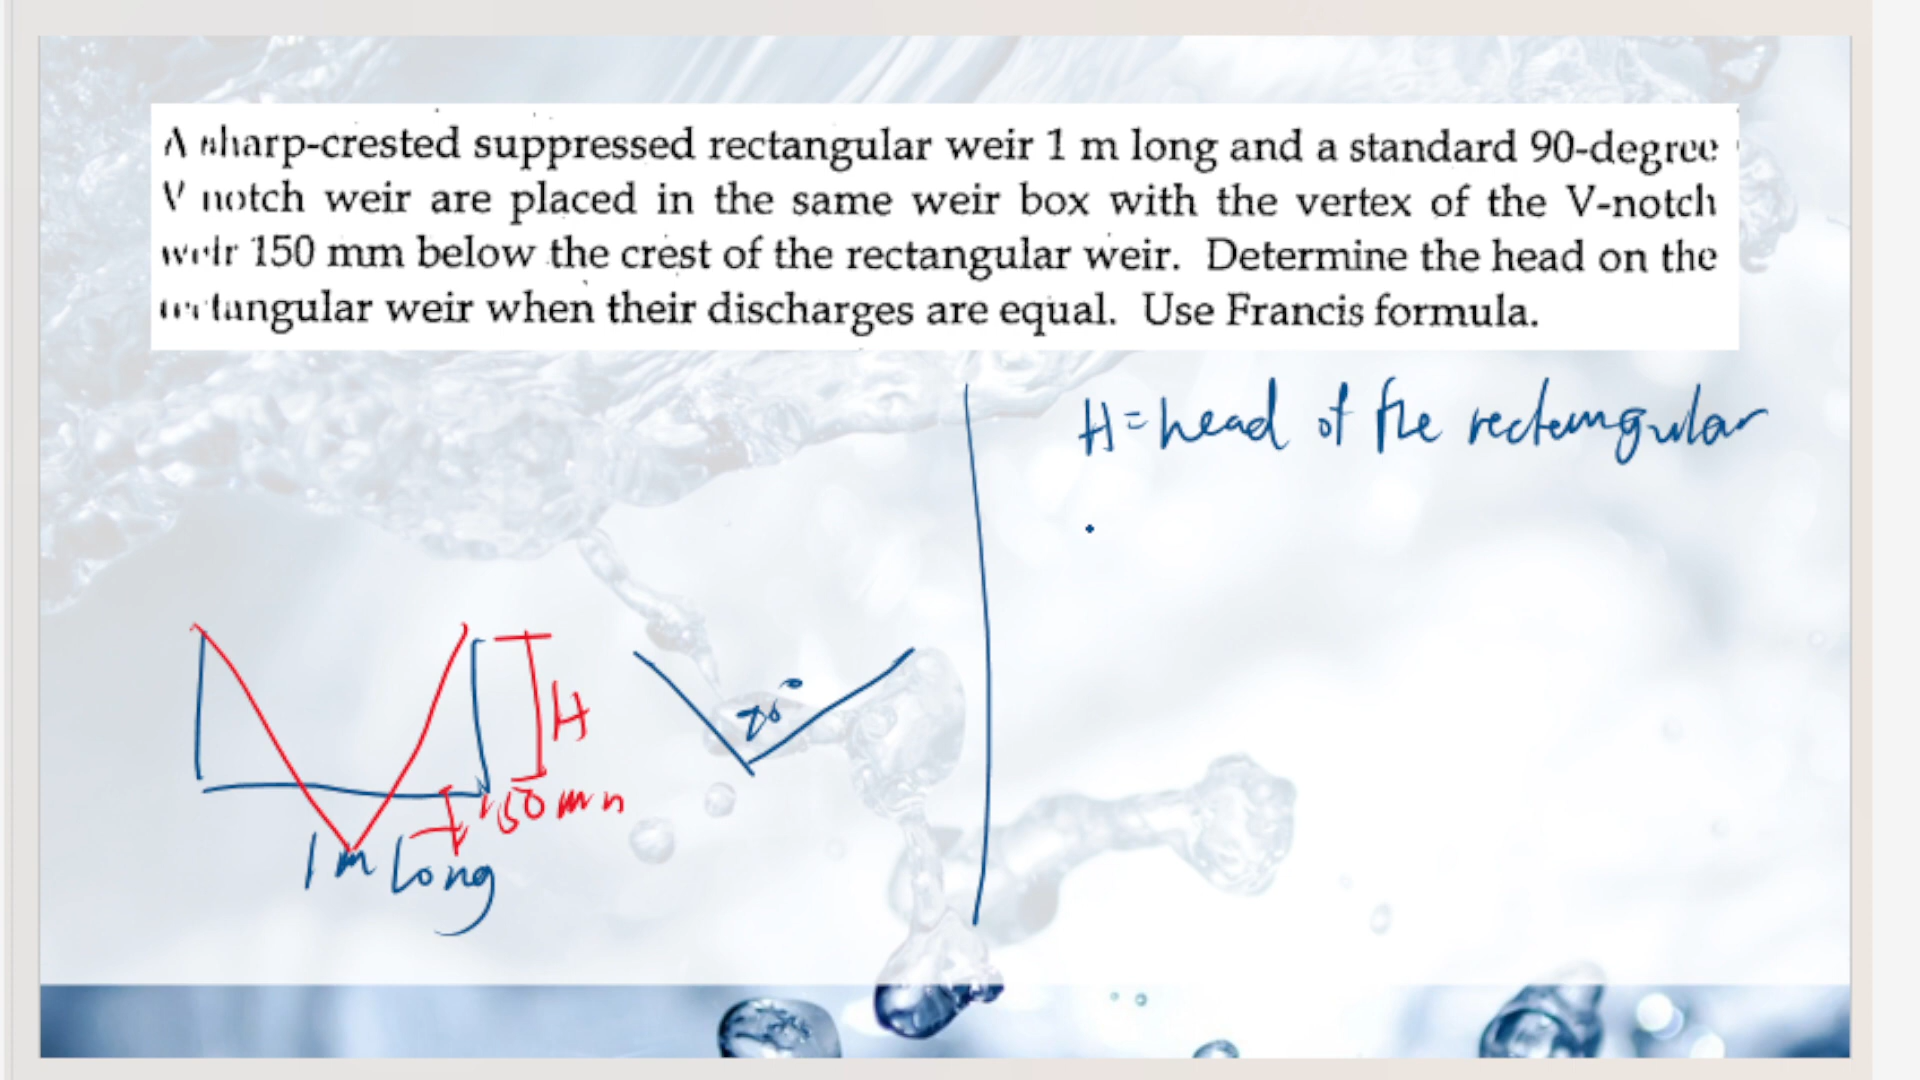 A sharp-crested suppressed rectangular weir 1 m long and a standard 90-degree
V notch weir are placed in the same weir box with the vertex of the V-notch
weir 150 mm below the crest of the rectangular weir. Determine the head on the
rectangular weir when their discharges are equal. Use Francis formula.
H = head of the rectangular
H
150 mm
1 m Long